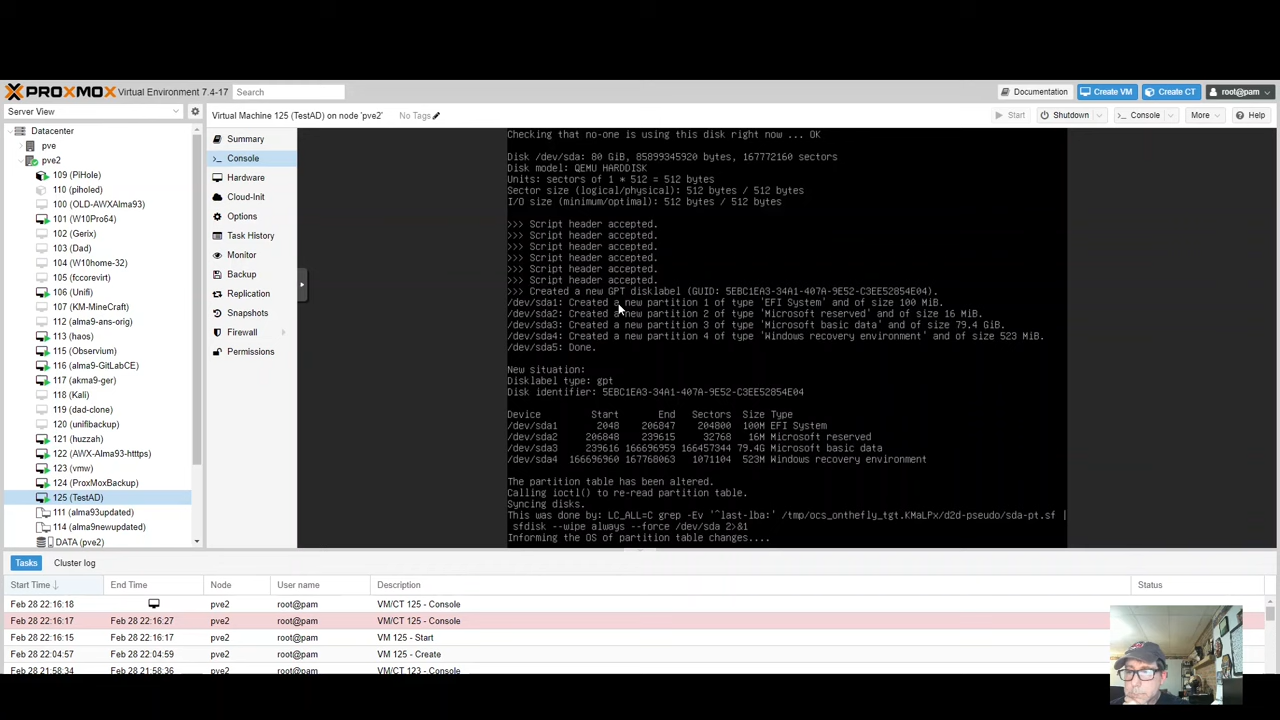 PROXMOX Virtual Environment 7.4-17 Search Documentation Create VM Create CT root@pam
Server View Virtual Machine 125 (TestAD) on node 'pve2' No Tags Start Shutdown Console More Help
Datacenter
pve
pve2
109 (PiHole)
110 (piholed)
100 (OLD-AWXAlma93)
101 (W10Pro64)
102 (Gerix)
103 (Dad)
104 (W10home-32)
105 (fccorevirt)
106 (Unifi)
107 (KM-MineCraft)
112 (alma9-ans-orig)
113 (haos)
115 (Observium)
116 (alma9-GitLabCE)
117 (akma9-ger)
118 (Kali)
119 (dad-clone)
120 (unifibackup)
121 (huzzah)
122 (AWX-Alma93-htttps)
123 (vmw)
124 (ProxMoxBackup)
125 (TestAD)
111 (alma93updated)
114 (alma9newupdated)
DATA (pve2)
Summary
Console
Hardware
Cloud-Init
Options
Task History
Monitor
Backup
Replication
Snapshots
Firewall
Permissions
Checking that no-one is using this disk right now ... OK
Disk /dev/sda: 80 GiB, 85899345920 bytes, 167772160 sectors
Disk model: QEMU HARDDISK
Units: sectors of 1 * 512 = 512 bytes
Sector size (logical/physical): 512 bytes / 512 bytes
I/O size (minimum/optimal): 512 bytes / 512 bytes
>>> Script header accepted.
>>> Script header accepted.
>>> Script header accepted.
>>> Script header accepted.
>>> Script header accepted.
>>> Script header accepted.
>>> Created a new GPT disklabel (GUID: 5EBC1EA3-34A1-407A-9E52-C3EE52854E04).
/dev/sda1: Created a new partition 1 of type 'EFI System' and of size 100 MiB.
/dev/sda2: Created a new partition 2 of type 'Microsoft reserved' and of size 16 MiB.
/dev/sda3: Created a new partition 3 of type 'Microsoft basic data' and of size 79.4 GiB.
/dev/sda4: Created a new partition 4 of type 'Windows recovery environment' and of size 523 MiB.
/dev/sda5: Done.
New situation:
Disklabel type: gpt
Disk identifier: 5EBC1EA3-34A1-407A-9E52-C3EE52854E04
Device Start End Sectors Size Type
/dev/sda1 2048 206847 204800 100M EFI System
/dev/sda2 206848 239615 32768 16M Microsoft reserved
/dev/sda3 239616 166696959 166457344 79.4G Microsoft basic data
/dev/sda4 166696960 167768063 1071104 523M Windows recovery environment
The partition table has been altered.
Calling ioctl() to re-read partition table.
Syncing disks.
This was done by: LC_ALL=C grep -Ev '^last-lba:' /tmp/ocs_onthefly_tgt.KMaLPx/d2d-pseudo/sda-pt.sf |
sfdisk --wipe always --force /dev/sda 2>&1
Informing the OS of partition table changes....
Tasks Cluster log
Start Time End Time Node User name Description Status
Feb 28 22:16:18 pve2 root@pam VM/CT 125 - Console
Feb 28 22:16:17 Feb 28 22:16:27 pve2 root@pam VM/CT 125 - Console
Feb 28 22:16:15 Feb 28 22:16:17 pve2 root@pam VM 125 - Start
Feb 28 22:04:57 Feb 28 22:04:59 pve2 root@pam VM 125 - Create
Feb 28 21:58:34 Feb 28 21:58:36 pve2 root@pam VM/CT 123 - Console